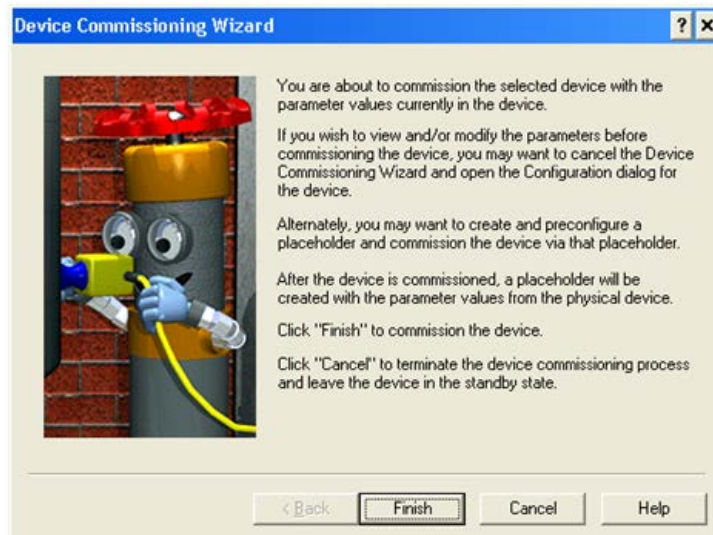 Device Commissioning Wizard
?
×
You are about to commission the selected device with the
parameter values currently in the device.
If you wish to view and/or modify the parameters before
commissioning the device, you may want to cancel the Device
Commissioning Wizard and open the Configuration dialog for
the device.
Alternately, you may want to create and preconfigure a
placeholder and commission the device via that placeholder.
After the device is commissioned, a placeholder will be
created with the parameter values from the physical device.
Click "Finish" to commission the device.
Click "Cancel" to terminate the device commissioning process
and leave the device in the standby state.
< Back
Finish
Cancel
Help